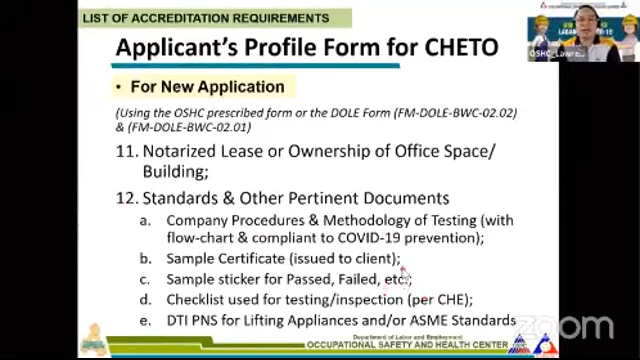 LIST OF ACCREDITATION REQUIREMENTS
Applicant's Profile Form for CHETO
• For New Application
(Using the OSHC prescribed form or the DOLE Form (FM-DOLE-BWC-02.02)
& (FM-DOLE-BWC-02.01)
11. Notarized Lease or Ownership of Office Space/
Building;
12. Standards & Other Pertinent Documents
a. Company Procedures & Methodology of Testing (with
flow-chart & compliant to COVID-19 prevention);
b. Sample Certificate (issued to client);
c. Sample sticker for Passed, Failed, etc.;
d. Checklist used for testing/inspection (per CHE);
e. DTI PNS for Lifting Appliances and/or ASME Standards
Department of Labor and Employment
OCCUPATIONAL SAFETY AND HEALTH CENTER
zoom